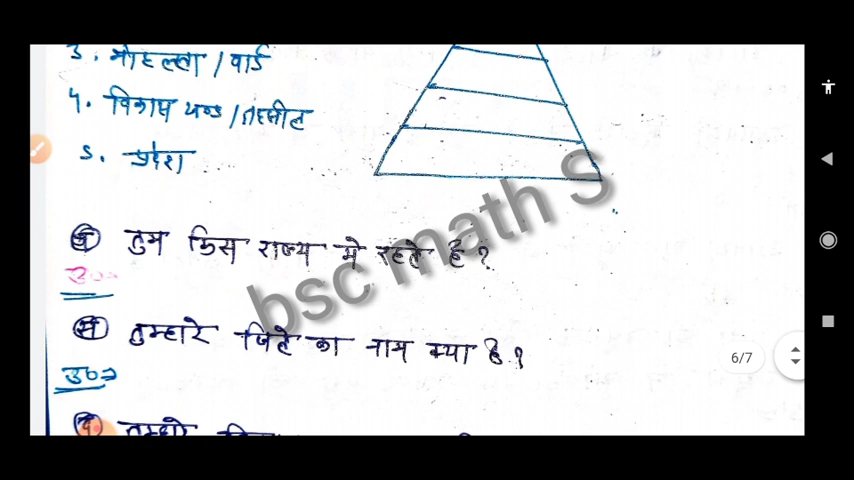 3. मोहल्ला / वार्ड
4. विकास खण्ड / तहसील
5. प्रदेश
ब तुम किस राज्य में रहते है?
उ०
bsc math S
स तुम्हारे जिले का नाम क्या है?
उ०
6/7
द तुम्हारे